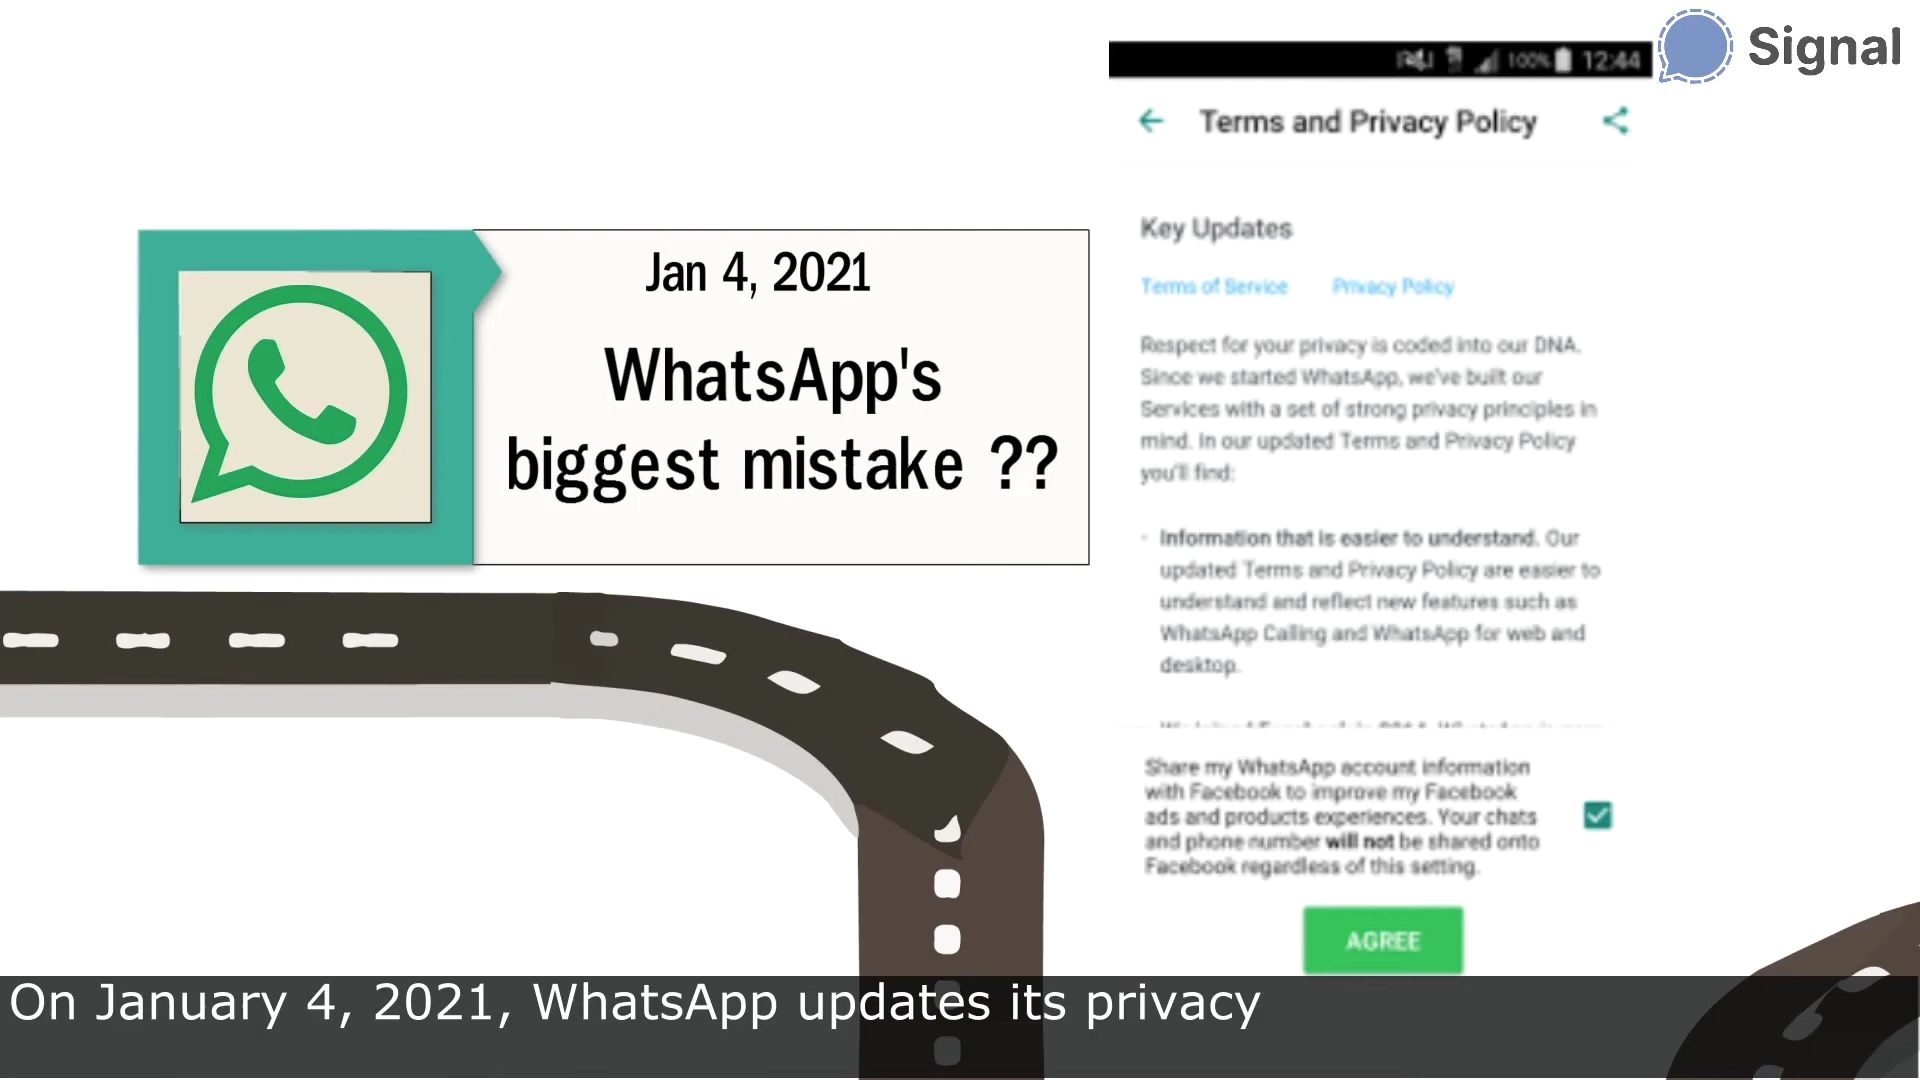 Signal
100% 12:44
Terms and Privacy Policy
Key Updates
Terms of Service Privacy Policy
Respect for your privacy is coded into our DNA.
Since we started WhatsApp, we've built our
Services with a set of strong privacy principles in
mind. In our updated Terms and Privacy Policy
you'll find:
· Information that is easier to understand. Our
updated Terms and Privacy Policy are easier to
understand and reflect new features such as
WhatsApp Calling and WhatsApp for web and
desktop.
Share my WhatsApp account information
with Facebook to improve my Facebook
ads and products experiences. Your chats
and phone number will not be shared onto
Facebook regardless of this setting.
AGREE
Jan 4, 2021
WhatsApp's
biggest mistake ??
On January 4, 2021, WhatsApp updates its privacy